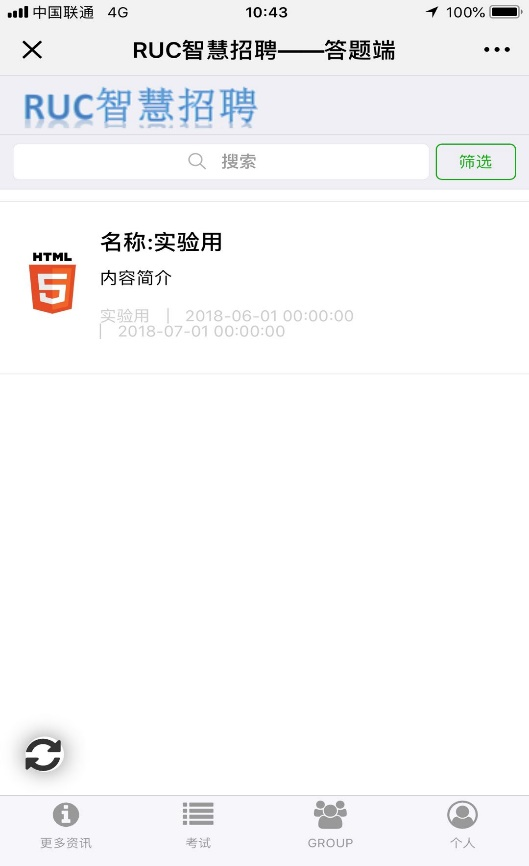 中国联通 4G 10:43 100%
RUC智慧招聘——答题端
RUC智慧招聘
搜索 筛选
HTML
5
名称:实验用
内容简介
实验用 | 2018-06-01 00:00:00
| 2018-07-01 00:00:00
更多资讯 考试 GROUP 个人